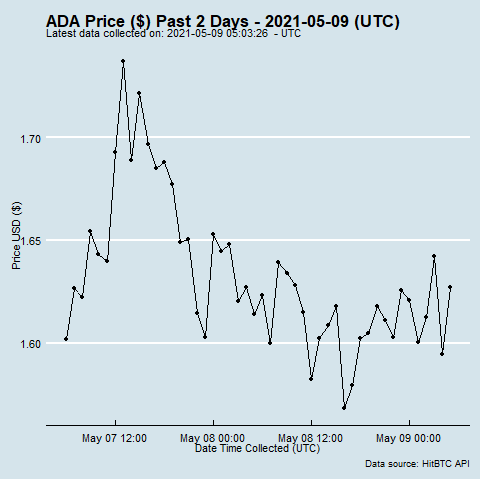 ADA Price ($) Past 2 Days - 2021-05-09 (UTC)
Latest data collected on: 2021-05-09 05:03:26 - UTC
Price USD ($)
1.70
1.65
1.60
May 07 12:00 May 08 00:00 May 08 12:00 May 09 00:00
Date Time Collected (UTC)
Data source: HitBTC API